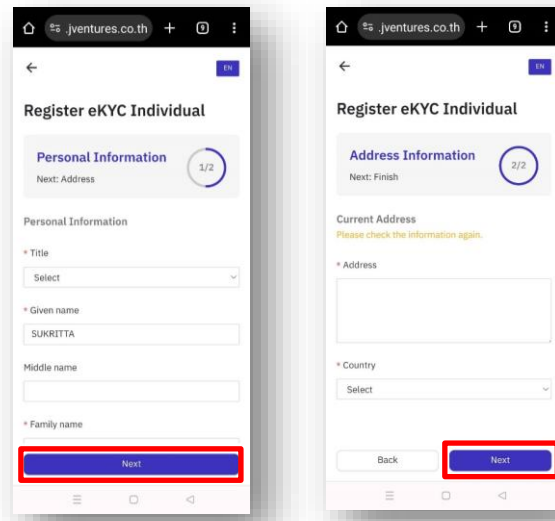 .jventures.co.th
9
EN
Register eKYC Individual
Personal Information
Next: Address
1/2
Personal Information
* Title
Select
* Given name
SUKRITTA
Middle name
* Family name
Next
.jventures.co.th
9
EN
Register eKYC Individual
Address Information
Next: Finish
2/2
Current Address
Please check the information again.
* Address
* Country
Select
Back
Next